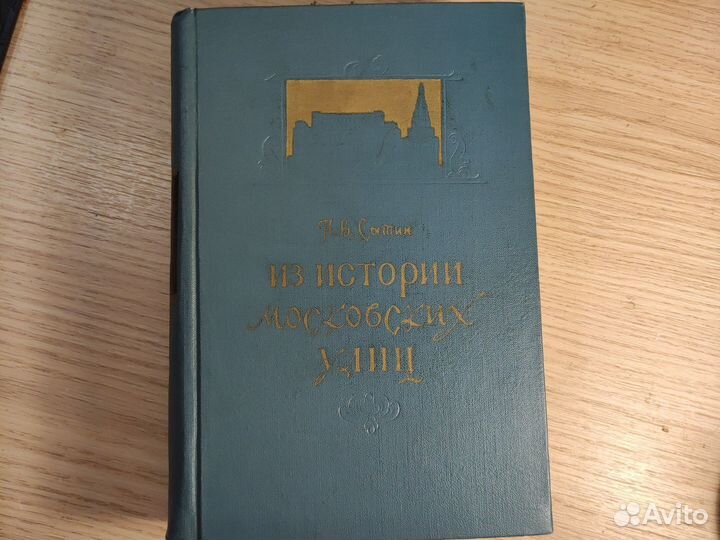 П.В. Сытин
ИЗ ИСТОРИИ
МОСКОВСКИХ
УЛИЦ
Avito